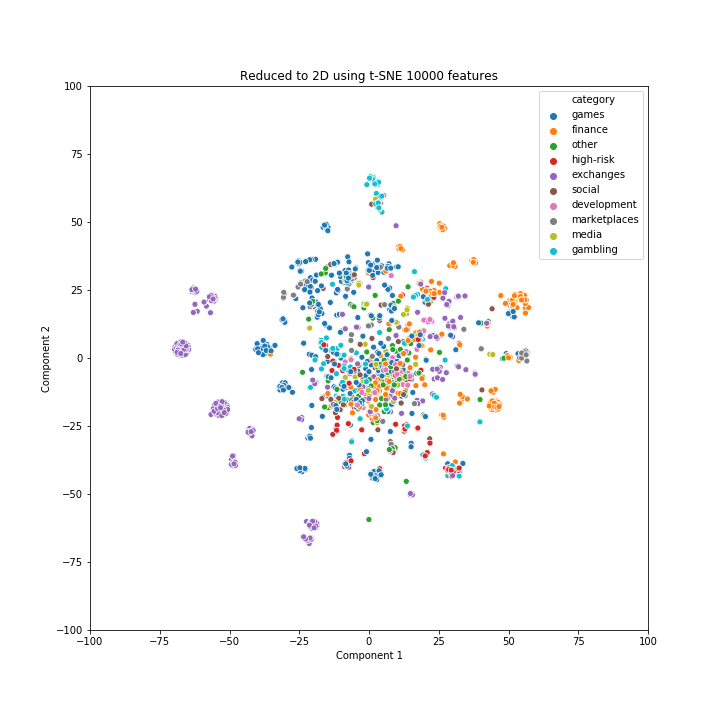 Reduced to 2D using t-SNE 10000 features
100
75
50
25
0
−25
−50
−75
−100
Component 2
category
games
finance
other
high-risk
exchanges
social
development
marketplaces
media
gambling
−100
−75
−50
−25
0
25
50
75
100
Component 1